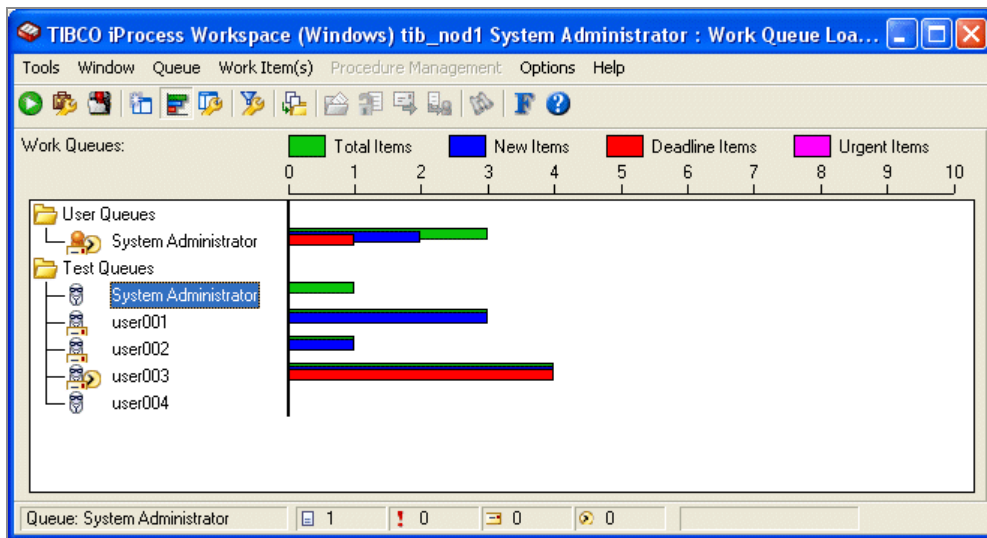 TIBCO iProcess Workspace (Windows) tib_nod1 System Administrator : Work Queue Loa...
Tools Window Queue Work Item(s) Procedure Management Options Help
F ?
Work Queues: Total Items New Items Deadline Items Urgent Items
0 1 2 3 4 5 6 7 8 9 10
User Queues
System Administrator
Test Queues
System Administrator
user001
user002
user003
user004
Queue: System Administrator 1 ! 0 0 0